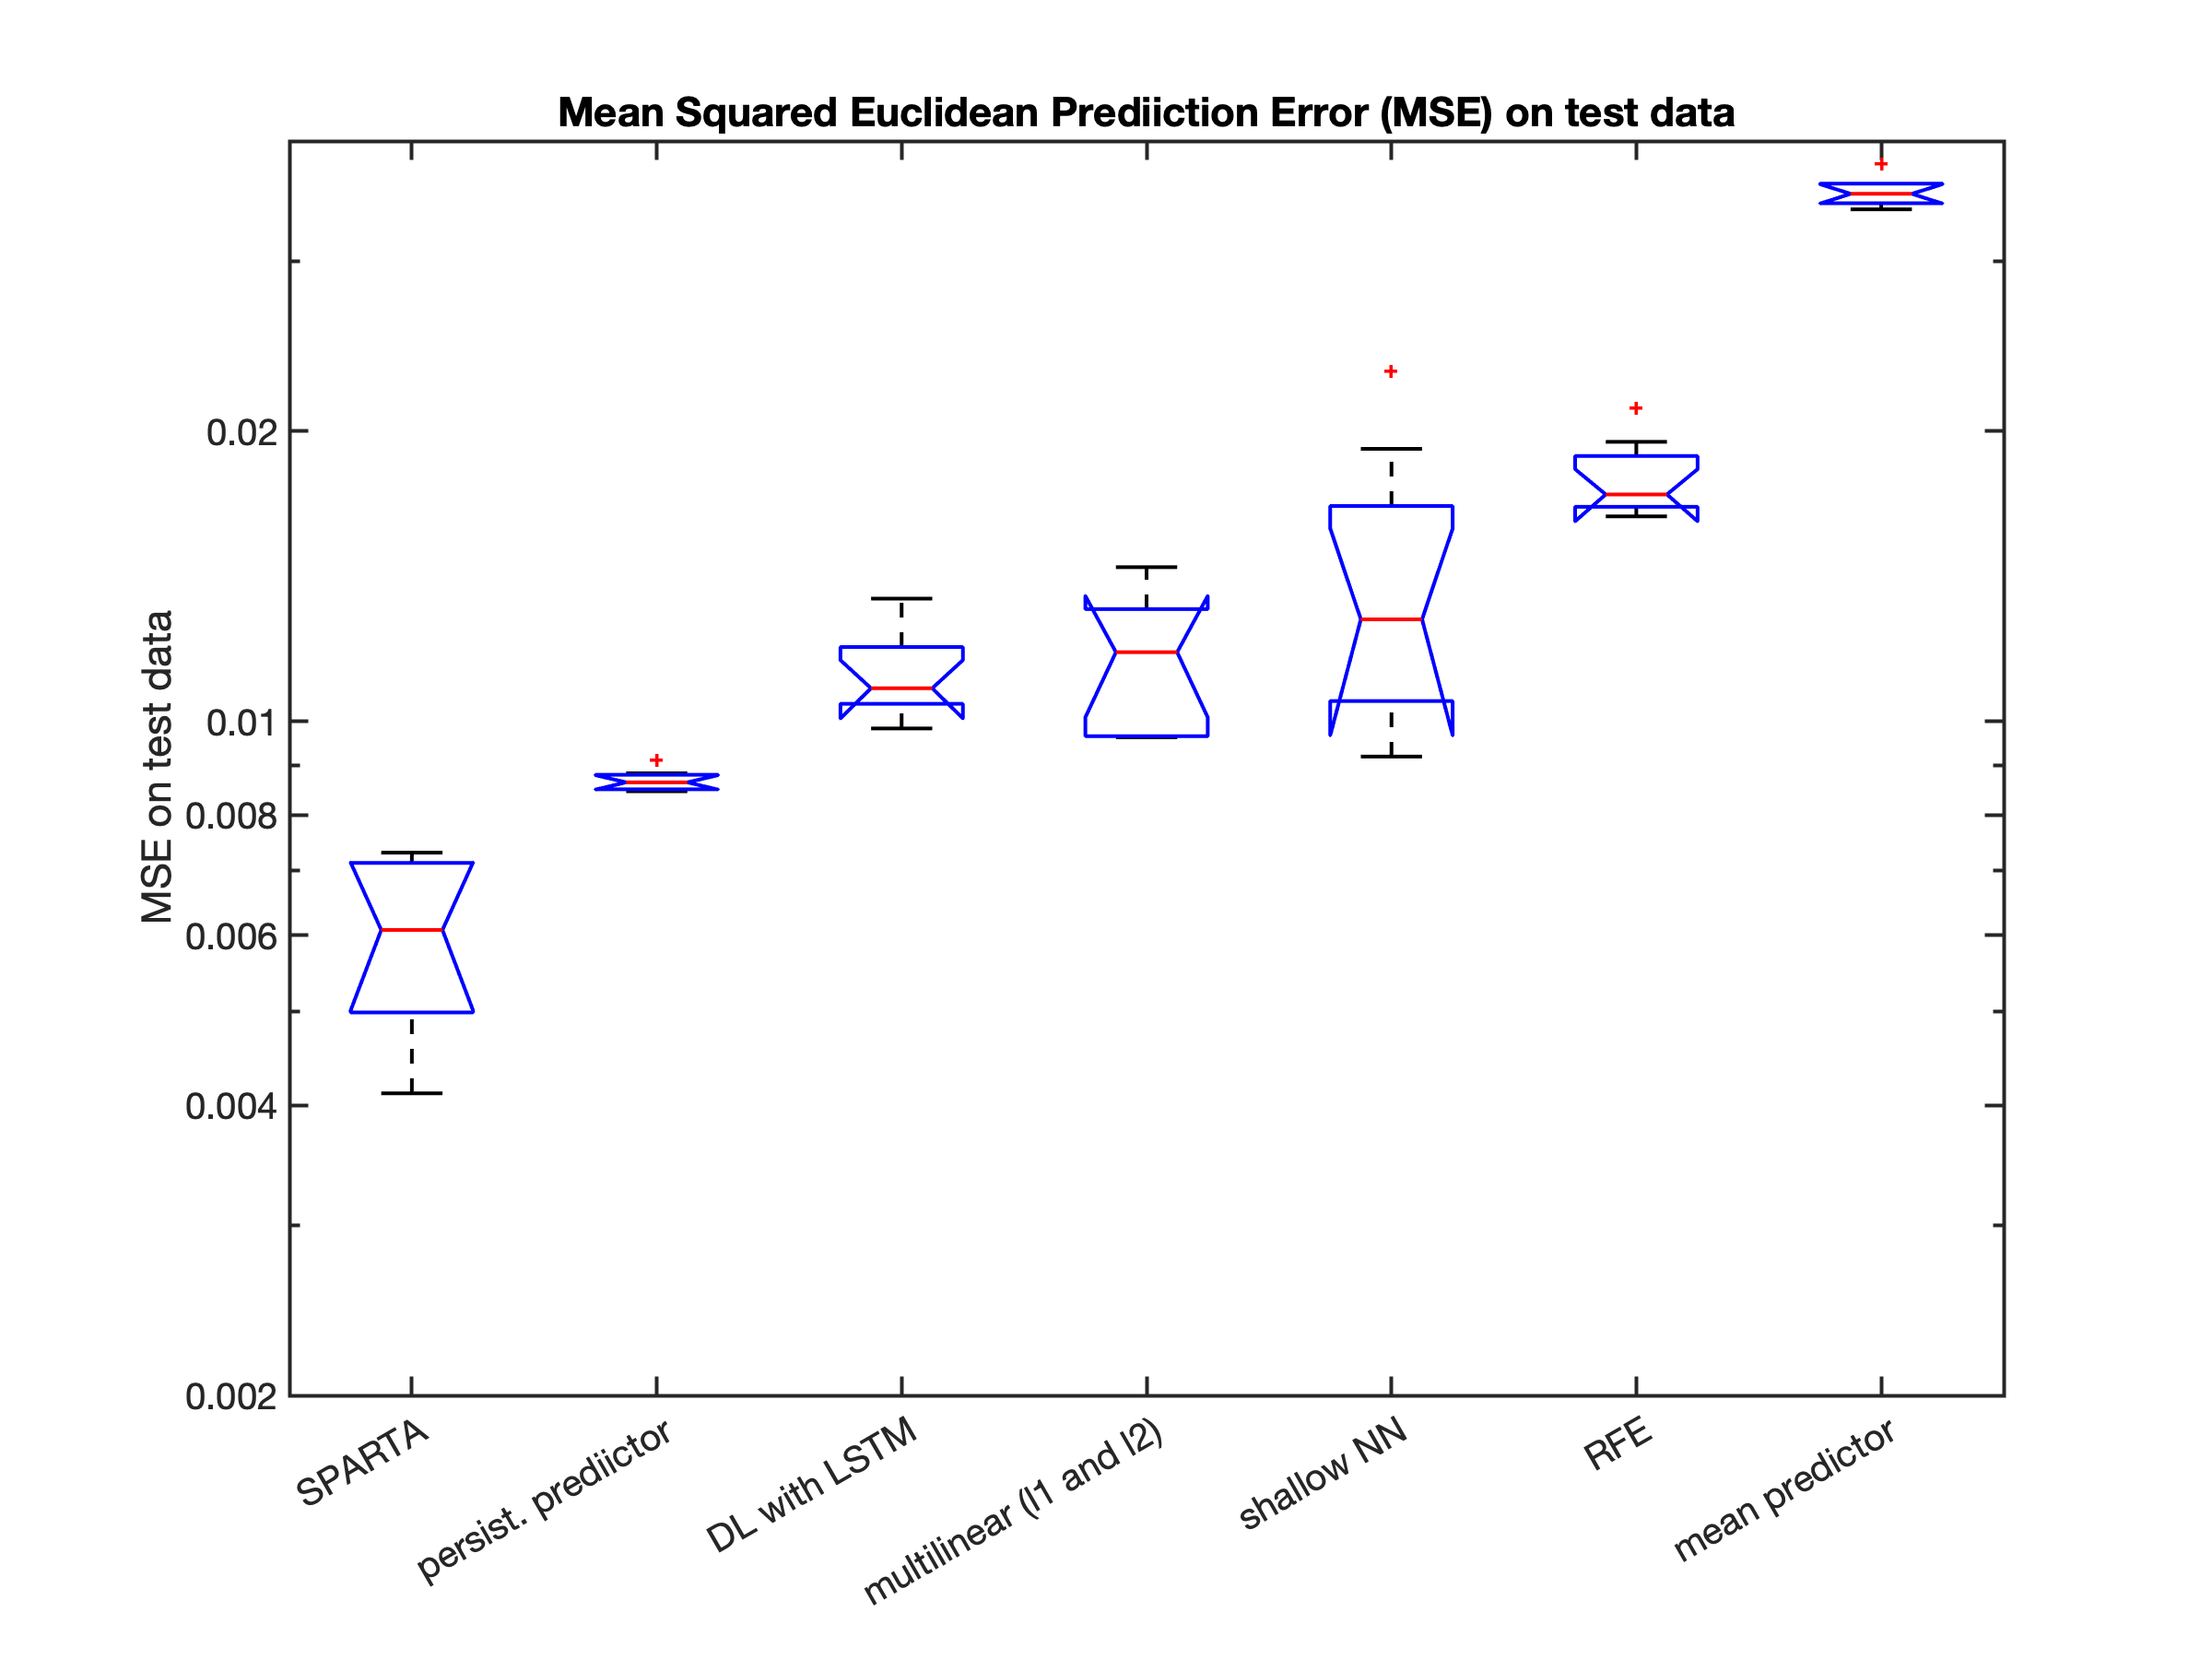 Mean Squared Euclidean Prediiction Error (MSE) on test data
MSE on test data
0.02
0.01
0.008
0.006
0.004
0.002
SPARTA
persist. prediictor
DL with LSTM
multilinear (l1 and l2)
shallow NN
RFE
mean predictor